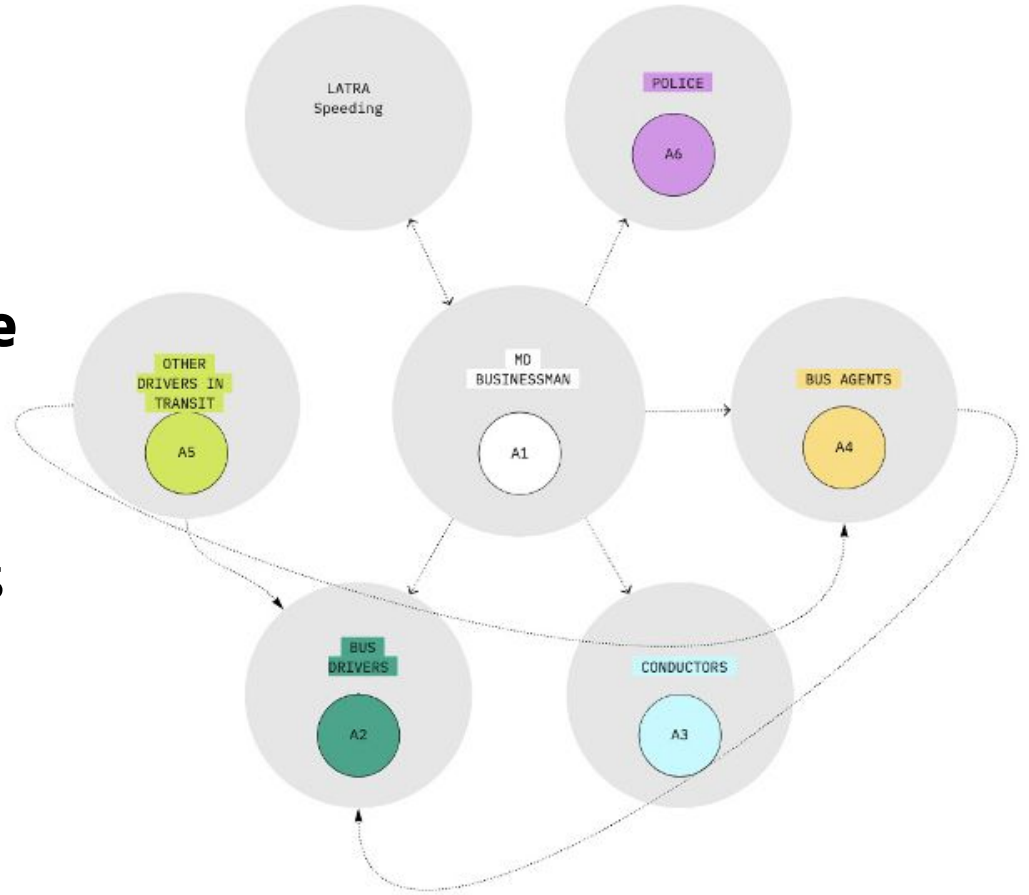 LATRA
Speeding
POLICE
A6
e
OTHER
DRIVERS IN
TRANSIT
A5
MD
BUSINESSMAN
A1
BUS AGENTS
A4
s
BUS
DRIVERS
A2
CONDUCTORS
A3